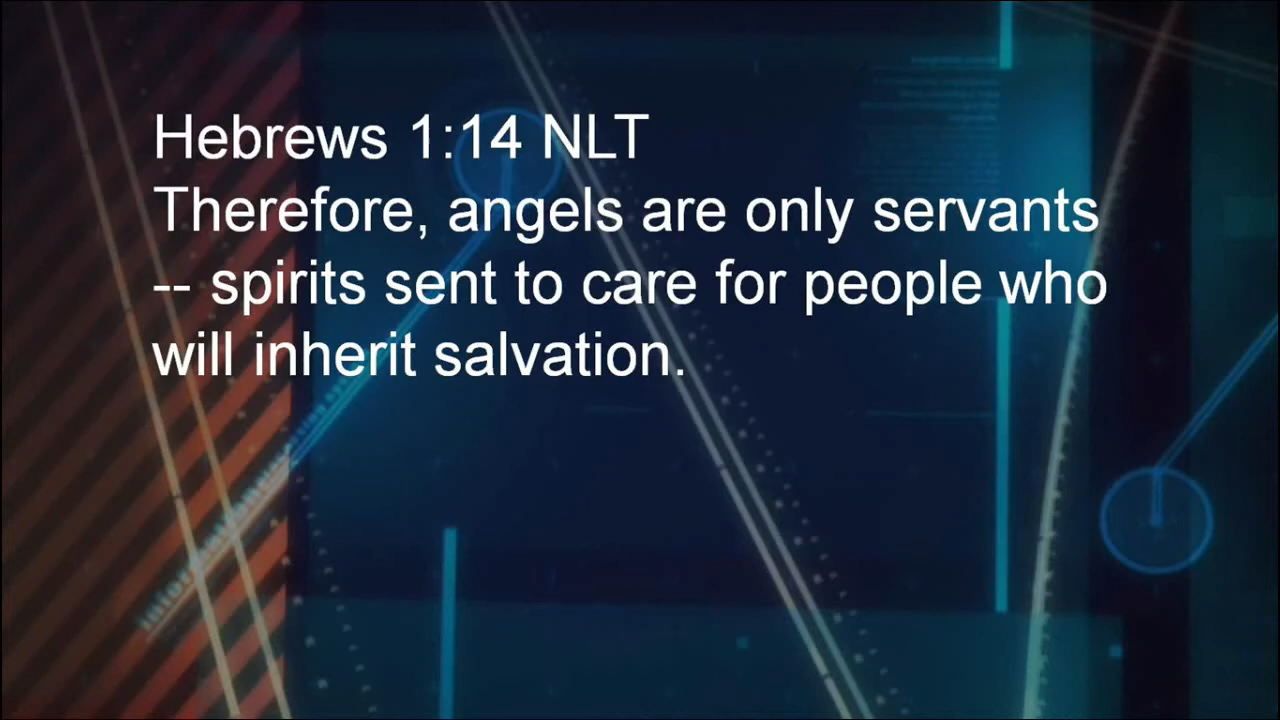 Hebrews 1:14 NLT
Therefore, angels are only servants
-- spirits sent to care for people who
will inherit salvation.